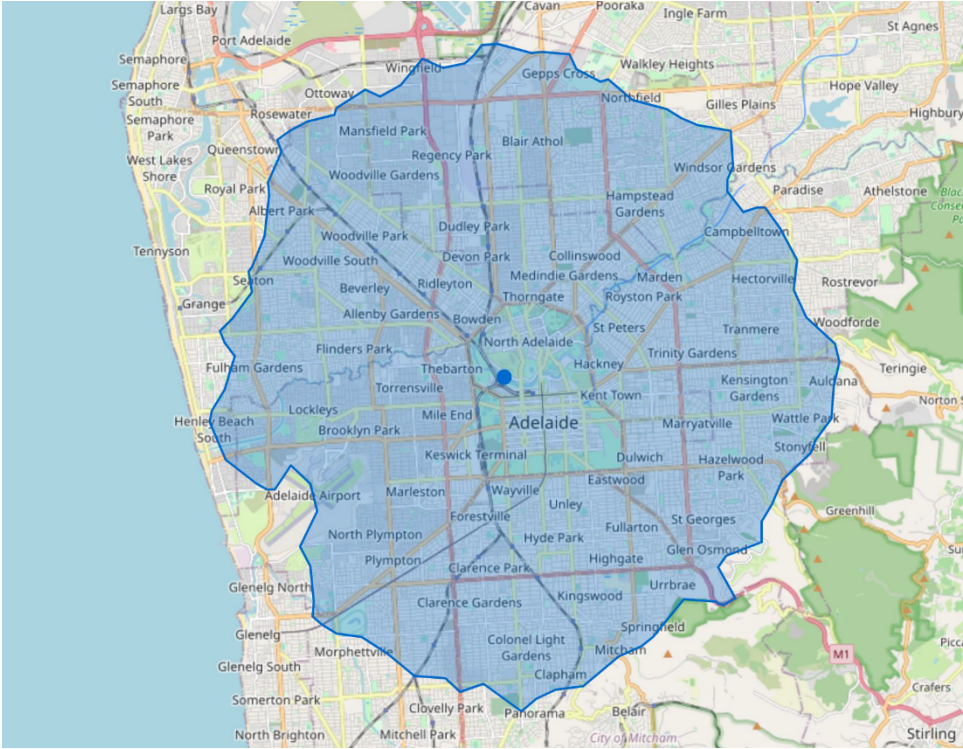 Largs Bay
Cavan
Pooraka
Ingle Farm
St Agnes
Port Adelaide
Semaphore
Wingfield
Gepps Cross
Walkley Heights
Semaphore
South
Ottoway
Northfield
Gilles Plains
Hope Valley
Semaphore
Park
Rosewater
Highbury
Mansfield Park
Blair Athol
Queenstown
Regency Park
West Lakes
Shore
Woodville Gardens
Windsor Gardens
Royal Park
Hampstead
Gardens
Paradise
Athelstone
Albert Park
Dudley Park
Campbelltown
Woodville Park
Tennyson
Devon Park
Collinswood
Woodville South
Medindie Gardens
Marden
Hectorville
Rostrevor
Seaton
Beverley
Ridleyton
Thorngate
Royston Park
Grange
Allenby Gardens
Bowden
St Peters
Tranmere
Woodforde
Flinders Park
North Adelaide
Trinity Gardens
Fulham Gardens
Thebarton
Hackney
Teringie
Torrensville
Kent Town
Kensington
Gardens
Auldana
Norton S
Lockleys
Mile End
Adelaide
Marryatville
Wattle Park
Henley Beach
South
Brooklyn Park
Stonyfell
Keswick Terminal
Dulwich
Hazelwood
Park
Adelaide Airport
Marleston
Wayville
Eastwood
Unley
Greenhill
Forestville
St Georges
North Plympton
Hyde Park
Fullarton
Glen Osmond
Plympton
Clarence Park
Highgate
Glenelg North
Urrbrae
Clarence Gardens
Kingswood
Glenelg
Springfield
Colonel Light
Gardens
Morphettville
Mitcham
M1
Glenelg South
Clapham
Crafers
Somerton Park
Clovelly Park
Panorama
Belair
North Brighton
Mitchell Park
City of Mitcham
Stirling